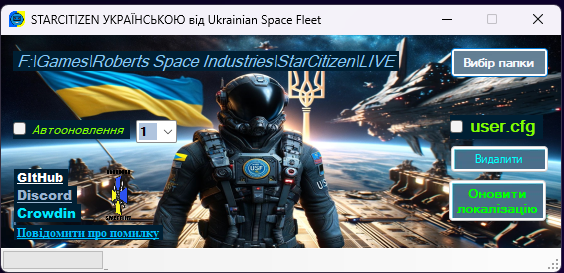 STARCITIZEN УКРАЇНСЬКОЮ від Ukrainian Space Fleet
F:\Games\Roberts Space Industries\StarCitizen\LIVE
Вибір папки
Автооновлення
1
user.cfg
Видалити
GItHub
Discord
Crowdin
Оновити
локалізацію
Повідомити про помилку
USF